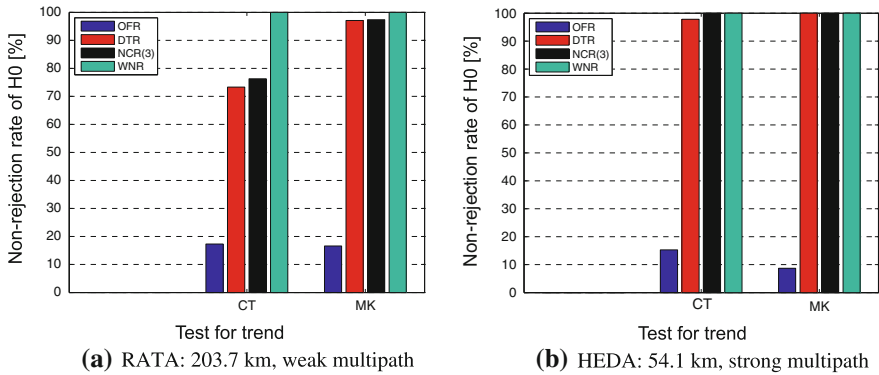 Non-rejection rate of H0 [%]
100
90
80
70
60
50
40
30
20
10
0
OFR
DTR
NCR(3)
WNR
CT
MK
Test for trend
(a) RATA: 203.7 km, weak multipath
Non-rejection rate of H0 [%]
100
90
80
70
60
50
40
30
20
10
0
OFR
DTR
NCR(3)
WNR
CT
MK
Test for trend
(b) HEDA: 54.1 km, strong multipath